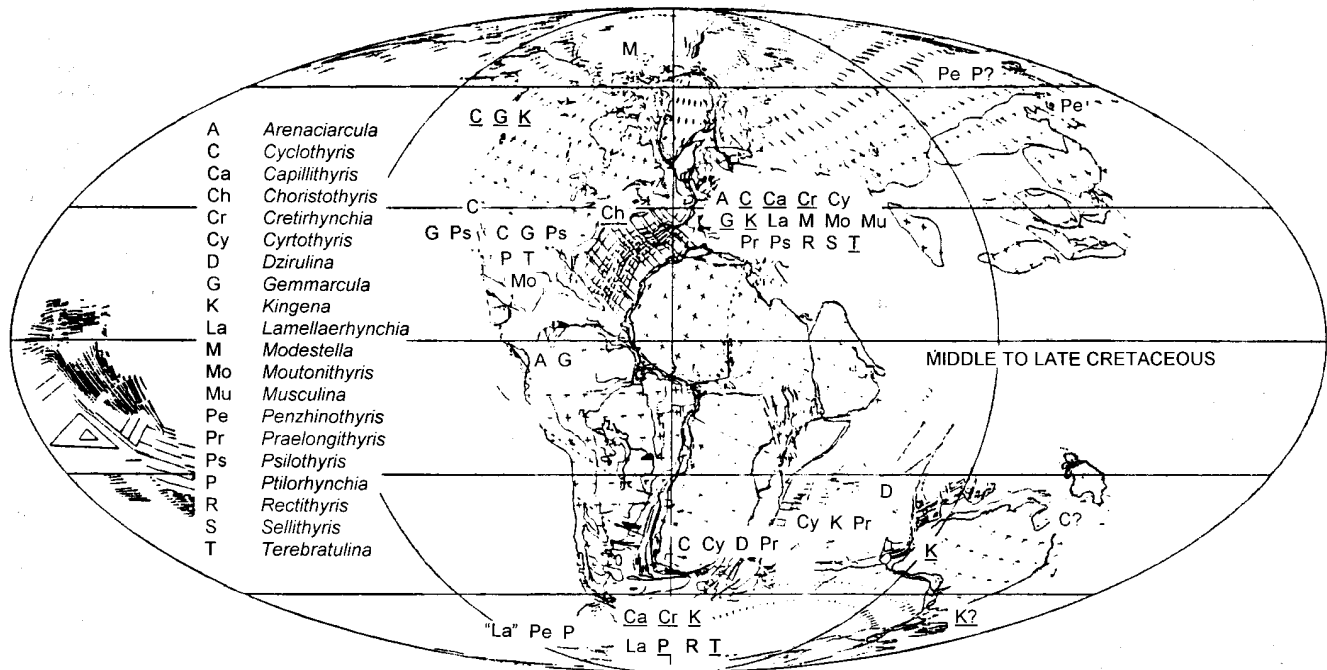 M
Pe P?
Pe
C G K
A Arenaciarcula
C Cyclothyris
Ca Capillithyris
Ch Choristothyris
Cr Cretirhynchia
Cy Cyrtothyris
D Dzirulina
G Gemmarcula
K Kingena
La Lamellaerhynchia
M Modestella
Mo Moutonithyris
Mu Musculina
Pe Penzhinothyris
Pr Praelongithyris
Ps Psilothyris
P Ptilorhynchia
R Rectithyris
S Sellithyris
T Terebratulina
C
G Ps
C G Ps
P T
Mo
Ch
A C Ca Cr Cy
G K La M Mo Mu
Pr Ps R S T
A G
MIDDLE TO LATE CRETACEOUS
D
Cy K Pr
C?
C Cy D Pr
K
K?
"La" Pe P
Ca Cr K
La P R T